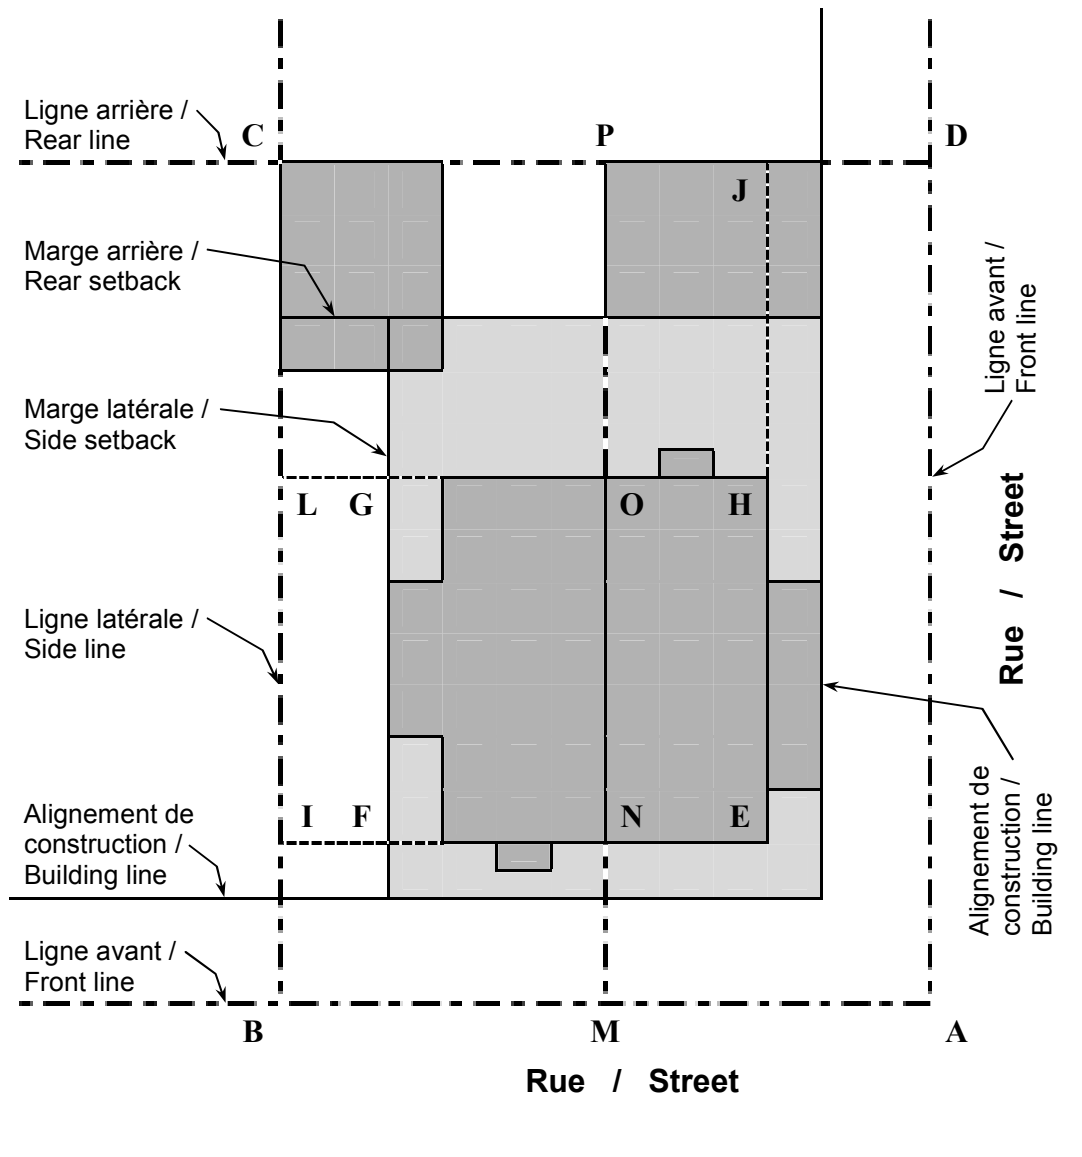 Ligne arrière /
Rear line
C
P
D
J
Marge arrière /
Rear setback
Ligne avant /
Front line
Marge latérale /
Side setback
L
G
O
H
Rue / Street
Ligne latérale /
Side line
Alignement de
construction /
Building line
I
F
N
E
Alignement de
construction /
Building line
Ligne avant /
Front line
B
M
A
Rue / Street